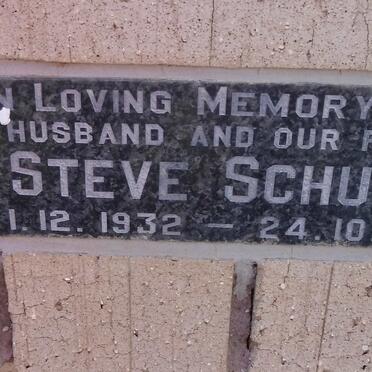 N LOVING MEMORY
HUSBAND AND OUR F
STEVE SCHU
1.12.1932 — 24.10